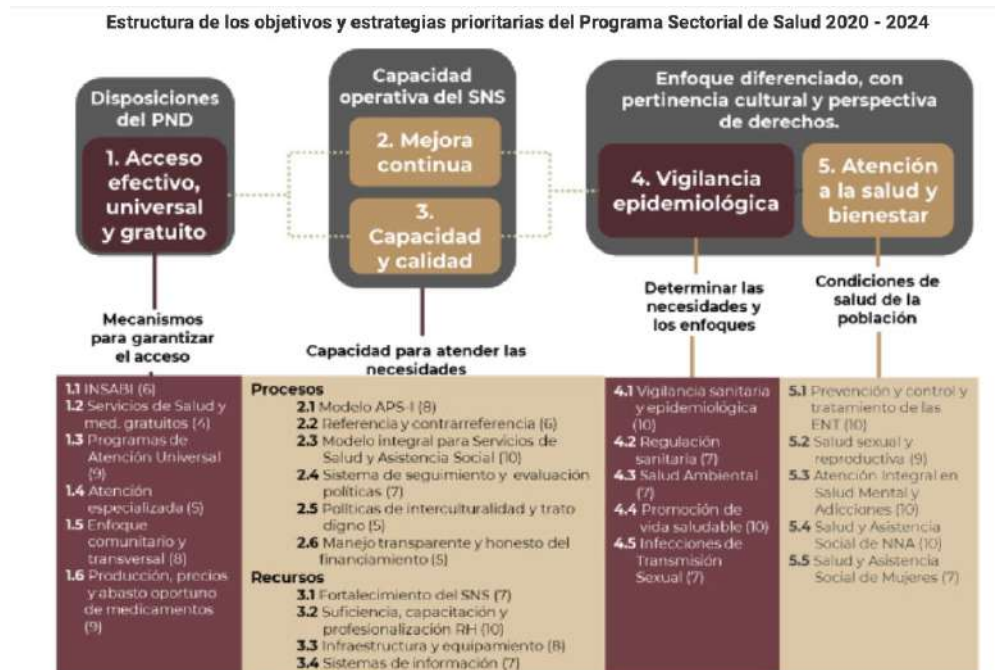 Estructura de los objetivos y estrategias prioritarias del Programa Sectorial de Salud 2020 - 2024
Disposiciones
del PND
1. Acceso
efectivo,
universal
y gratuito
Capacidad
operativa del SNS
2. Mejora
continua
3.
Capacidad
y calidad
Enfoque diferenciado, con
pertinencia cultural y perspectiva
de derechos.
4. Vigilancia
epidemiológica
5. Atención
a la salud y
bienestar
Mecanismos
para garantizar
el acceso
Capacidad para atender las
necesidades
Determinar las
necesidades y
los enfoques
Condiciones de
salud de la
población
1.1 INSABI (6)
1.2 Servicios de Salud y
med. gratuitos (4)
1.3 Programas de
Atención Universal
(9)
1.4 Atención
especializada (5)
1.5 Enfoque
comunitario y
transversal (8)
1.6 Producción, precios
y abasto oportuno
de medicamentos
(9)
Procesos
2.1 Modelo APS-I (8)
2.2 Referencia y contrarreferencia (6)
2.3 Modelo integral para Servicios de
Salud y Asistencia Social (10)
2.4 Sistema de seguimiento y evaluación
políticas (7)
2.5 Políticas de interculturalidad y trato
digno (5)
2.6 Manejo transparente y honesto del
financiamiento (5)
Recursos
3.1 Fortalecimiento del SNS (7)
3.2 Suficiencia, capacitación y
profesionalización RH (10)
3.3 Infraestructura y equipamiento (8)
3.4 Sistemas de información (7)
4.1 Vigilancia sanitaria
y epidemiológica
(10)
4.2 Regulación
sanitaria (7)
4.3 Salud Ambiental
(7)
4.4 Promoción de
vida saludable (10)
4.5 Infecciones de
Transmisión
Sexual (7)
5.1 Prevención y control y
tratamiento de las
ENT (10)
5.2 Salud sexual y
reproductiva (9)
5.3 Atención Integral en
Salud Mental y
Adicciones (10)
5.4 Salud y Asistencia
Social de NNA (10)
5.5 Salud y Asistencia
Social de Mujeres (7)